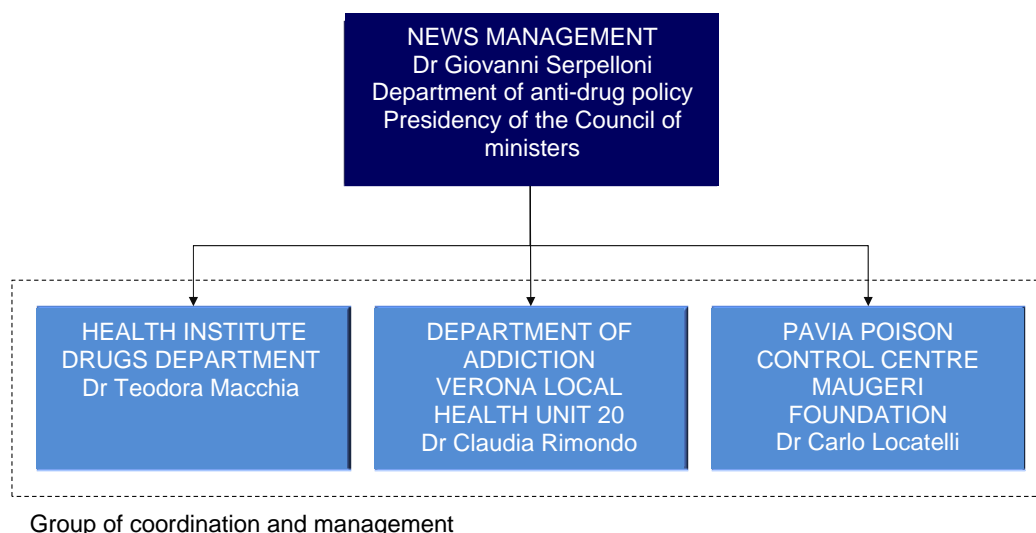 NEWS MANAGEMENT
Dr Giovanni Serpelloni
Department of anti-drug policy
Presidency of the Council of
ministers
HEALTH INSTITUTE
DRUGS DEPARTMENT
Dr Teodora Macchia
DEPARTMENT OF
ADDICTION
VERONA LOCAL
HEALTH UNIT 20
Dr Claudia Rimondo
PAVIA POISON
CONTROL CENTRE
MAUGERI
FOUNDATION
Dr Carlo Locatelli
Group of coordination and management